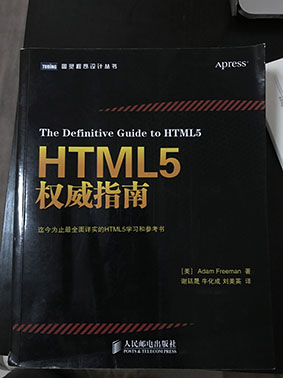 TURING 图灵程序设计丛书
Apress®
The Definitive Guide to HTML5
HTML5
权威指南
迄今为止最全面详实的HTML5学习和参考书
[美] Adam Freeman 著
谢廷晟 牛化成 刘美英 译
人民邮电出版社
POSTS & TELECOM PRESS